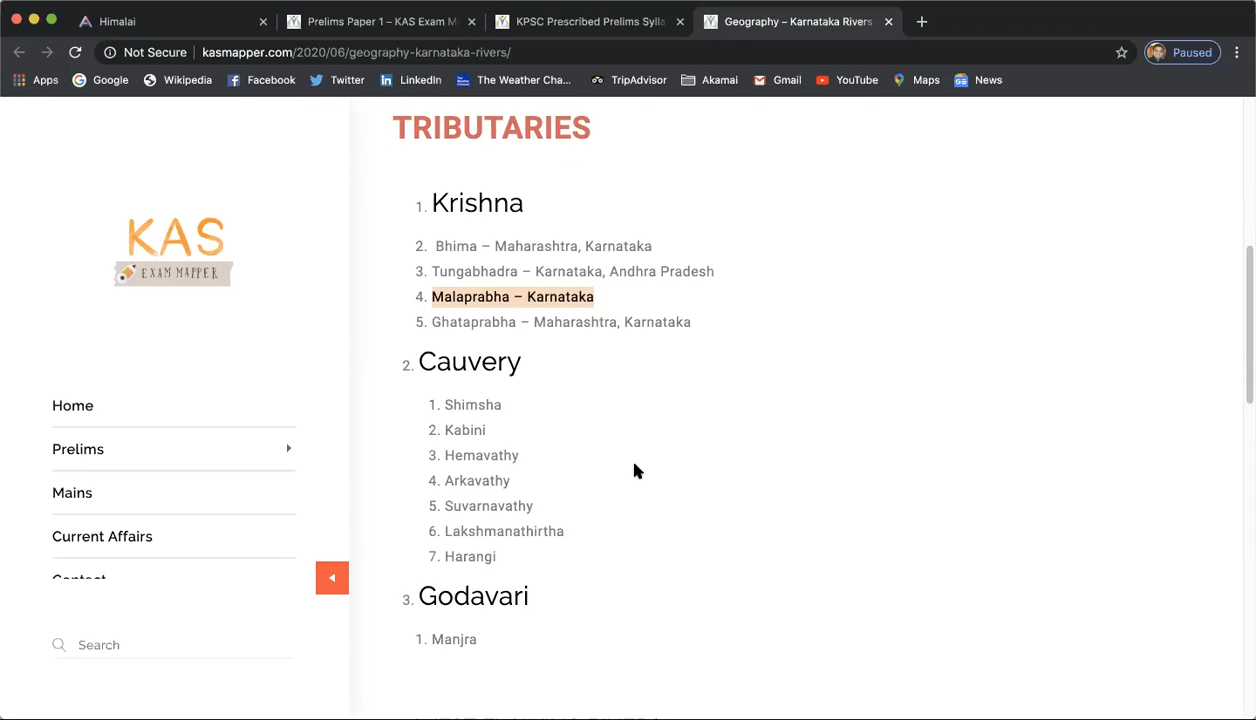 Himalai
Prelims Paper 1 – KAS Exam M
KPSC Prescribed Prelims Sylla
Geography – Karnataka Rivers
Not Secure
kasmapper.com/2020/06/geography-karnataka-rivers/
Paused
Apps
Google
Wikipedia
Facebook
Twitter
LinkedIn
The Weather Cha...
TripAdvisor
Akamai
Gmail
YouTube
Maps
News
KAS
EXAM MAPPER
Home
Prelims
Mains
Current Affairs
Contact
Search
TRIBUTARIES
1. Krishna
2. Bhima – Maharashtra, Karnataka
3. Tungabhadra – Karnataka, Andhra Pradesh
4. Malaprabha – Karnataka
5. Ghataprabha – Maharashtra, Karnataka
2. Cauvery
1. Shimsha
2. Kabini
3. Hemavathy
4. Arkavathy
5. Suvarnavathy
6. Lakshmanathirtha
7. Harangi
3. Godavari
1. Manjra